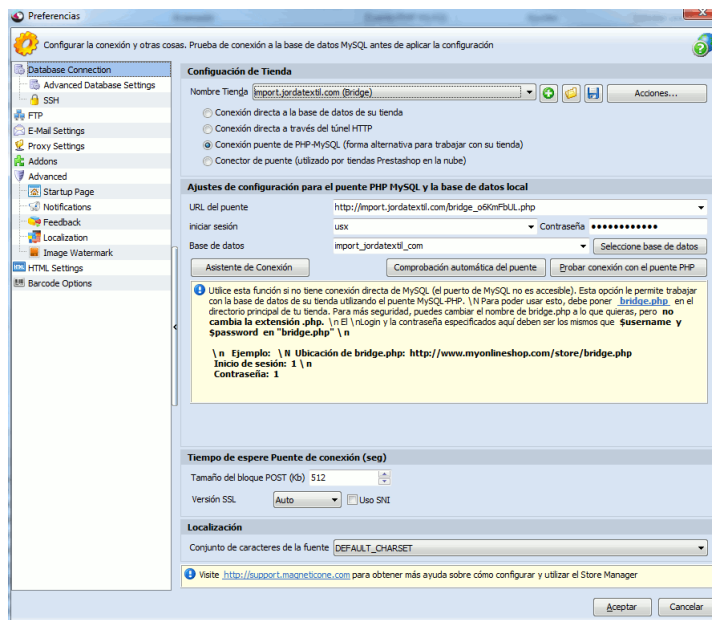 Preferencias
Configurar la conexión y otras cosas. Prueba de conexión a la base de datos MySQL antes de aplicar la configuración
Database Connection
Advanced Database Settings
SSH
FTP
E-Mail Settings
Proxy Settings
Addons
Advanced
Startup Page
Notifications
Feedback
Localization
Image Watermark
HTML Settings
Barcode Options
Configuación de Tienda
Nombre Tienda import.jordatextil.com (Bridge) Acciones...
Conexión directa a la base de datos de su tienda
Conexión directa a través del túnel HTTP
Conexión puente de PHP-MySQL (forma alternativa para trabajar con su tienda)
Conector de puente (utilizado por tiendas Prestashop en la nube)
Ajustes de configuración para el puente PHP MySQL y la base de datos local
URL del puente http://import.jordatextil.com/bridge_o6KmFbUL.php
iniciar sesión usx Contraseña ●●●●●●●●●●●●
Base de datos import_jordatextil_com Seleccione base de datos
Asistente de Conexión Comprobación automática del puente Probar conexión con el puente PHP
Utilice esta función si no tiene conexión directa de MySQL (el puerto de MySQL no es accesible). Esta opción le permite trabajar
con la base de datos de su tienda utilizando el puente MySQL-PHP. \N Para poder usar esto, debe poner bridge.php en el
directorio principal de tu tienda. Para más seguridad, puedes cambiar el nombre de bridge.php a lo que quieras, pero no
cambia la extensión .php. \n El \nLogin y la contraseña especificados aquí deben ser los mismos que $username y
$password en "bridge.php" \ n
\ n Ejemplo: \ N Ubicación de bridge.php: http://www.myonlineshop.com/store/bridge.php
Inicio de sesión: 1 \ n
Contraseña: 1
Tiempo de espere Puente de conexión (seg)
Tamaño del bloque POST (Kb) 512
Versión SSL Auto Uso SNI
Localización
Conjunto de caracteres de la fuente DEFAULT_CHARSET
Visite http://support.magneticone.com para obtener más ayuda sobre cómo configurar y utilizar el Store Manager
Aceptar Cancelar